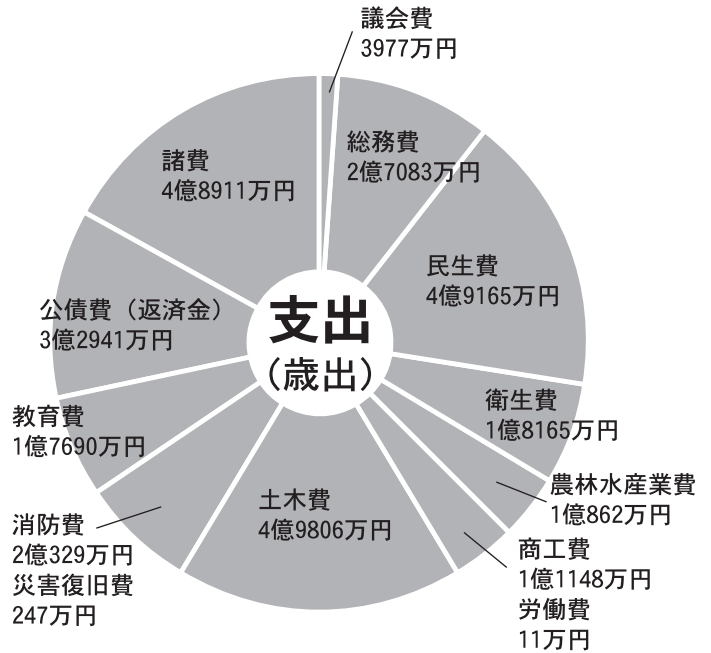 議会費
3977万円
総務費
2億7083万円
民生費
4億9165万円
衛生費
1億8165万円
農林水産業費
1億862万円
商工費
1億1148万円
労働費
11万円
土木費
4億9806万円
消防費
2億329万円
災害復旧費
247万円
教育費
1億7690万円
公債費（返済金）
3億2941万円
諸費
4億8911万円
支出
（歳出）